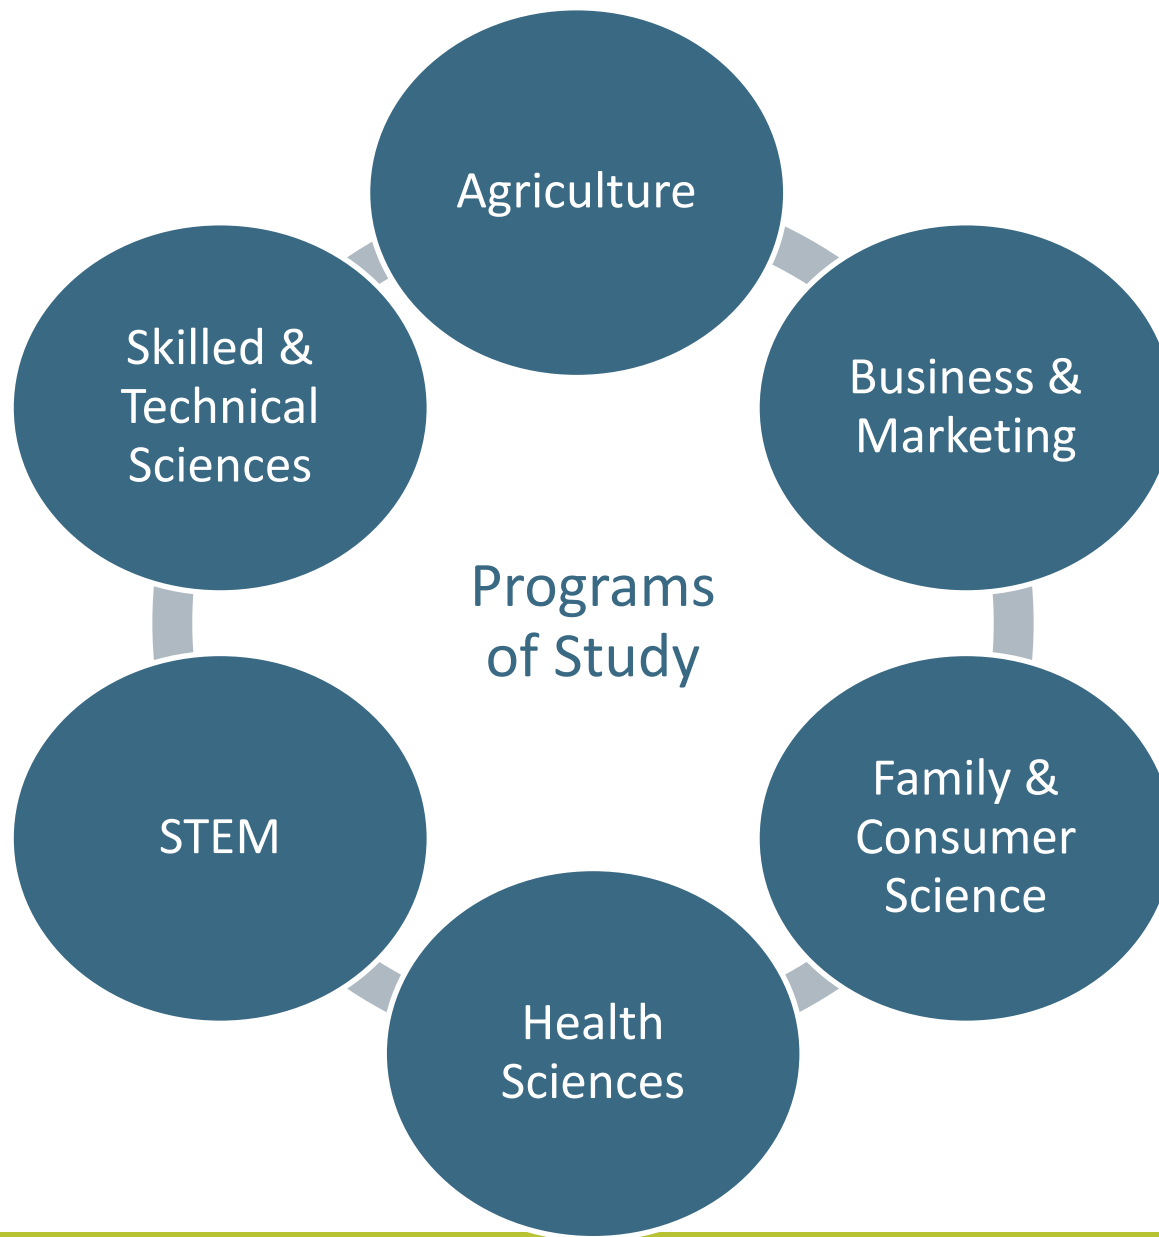 Agriculture
Business &
Marketing
Family &
Consumer
Science
Health
Sciences
STEM
Skilled &
Technical
Sciences
Programs
of Study